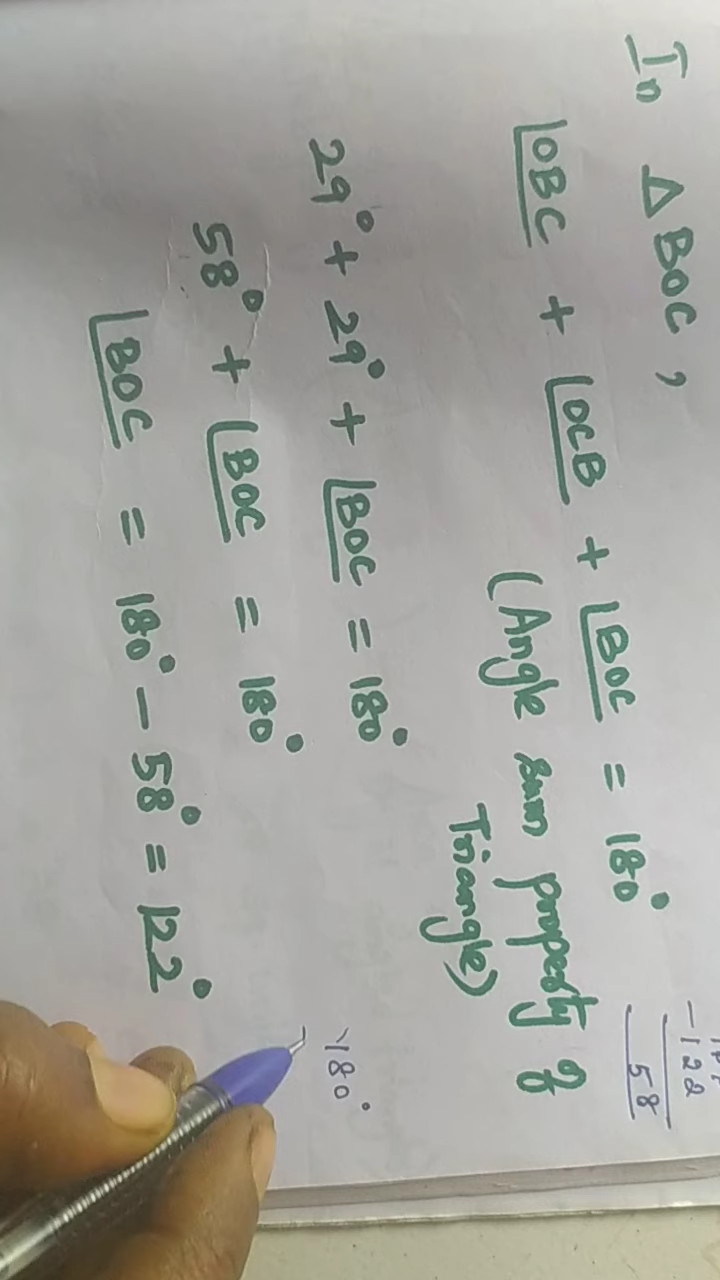 In ΔBOC,
∠OBC + ∠OCB + ∠BOC = 180°
(Angle sum property of
Triangle)
29° + 29° + ∠BOC = 180°
58° + ∠BOC = 180°
∠BOC = 180° - 58° = 122°
-122
58
180°